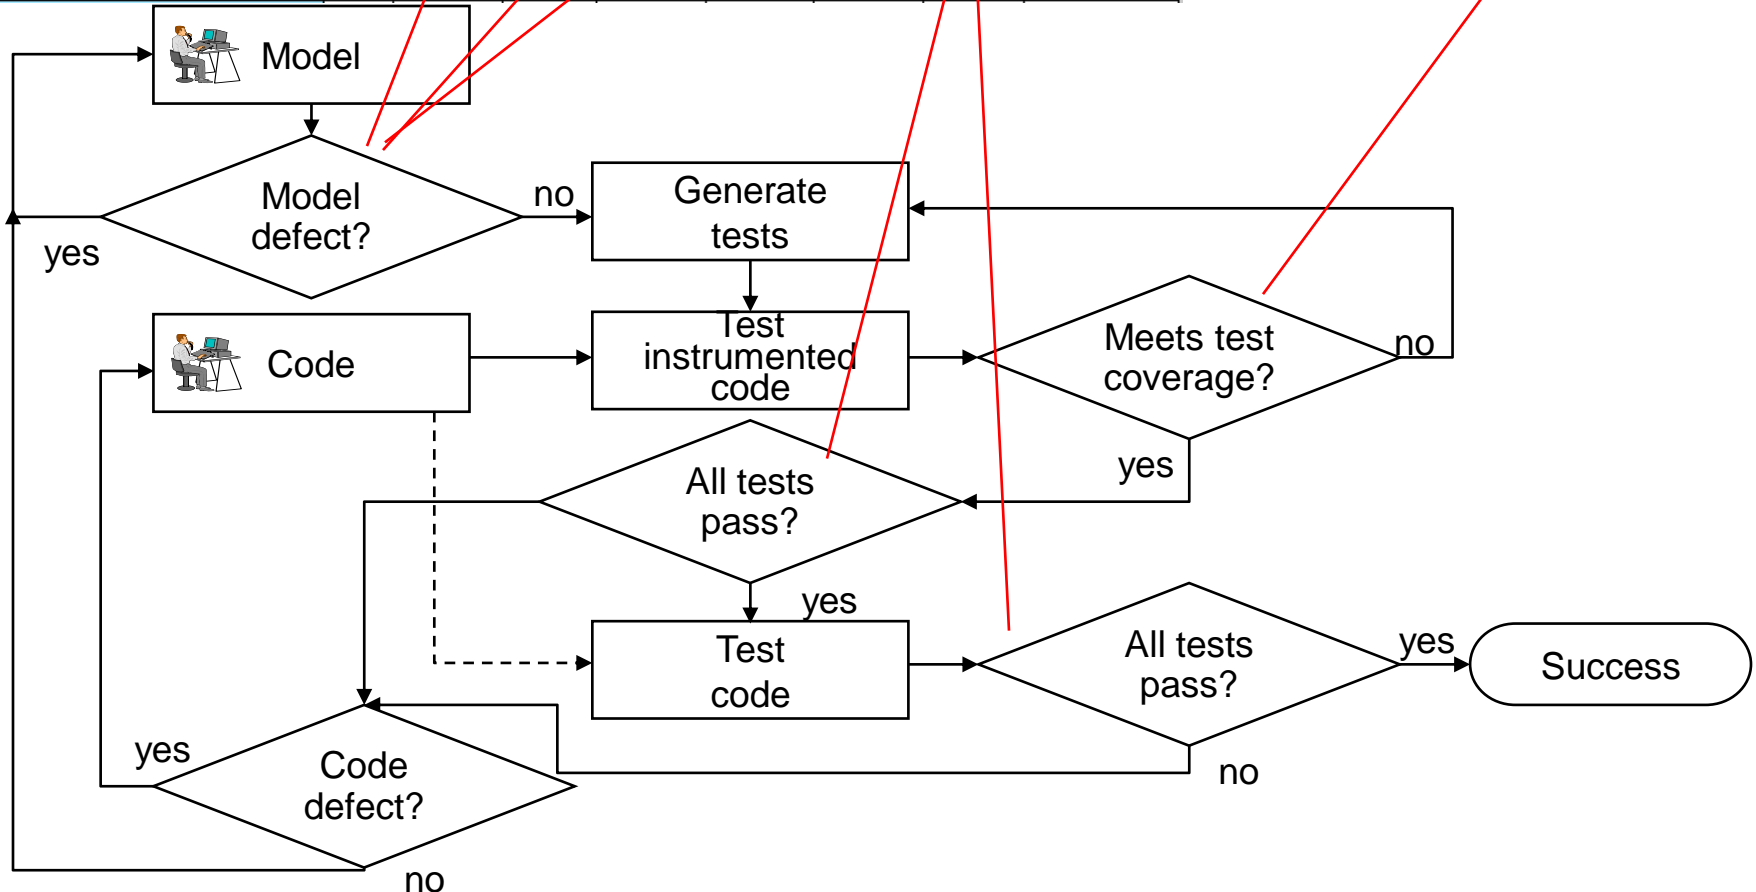 Model
Model
defect?
no
yes
Generate
tests
Code
Test
instrumented
code
Meets test
coverage?
no
yes
All tests
pass?
yes
Test
code
All tests
pass?
yes
Success
no
yes
Code
defect?
no